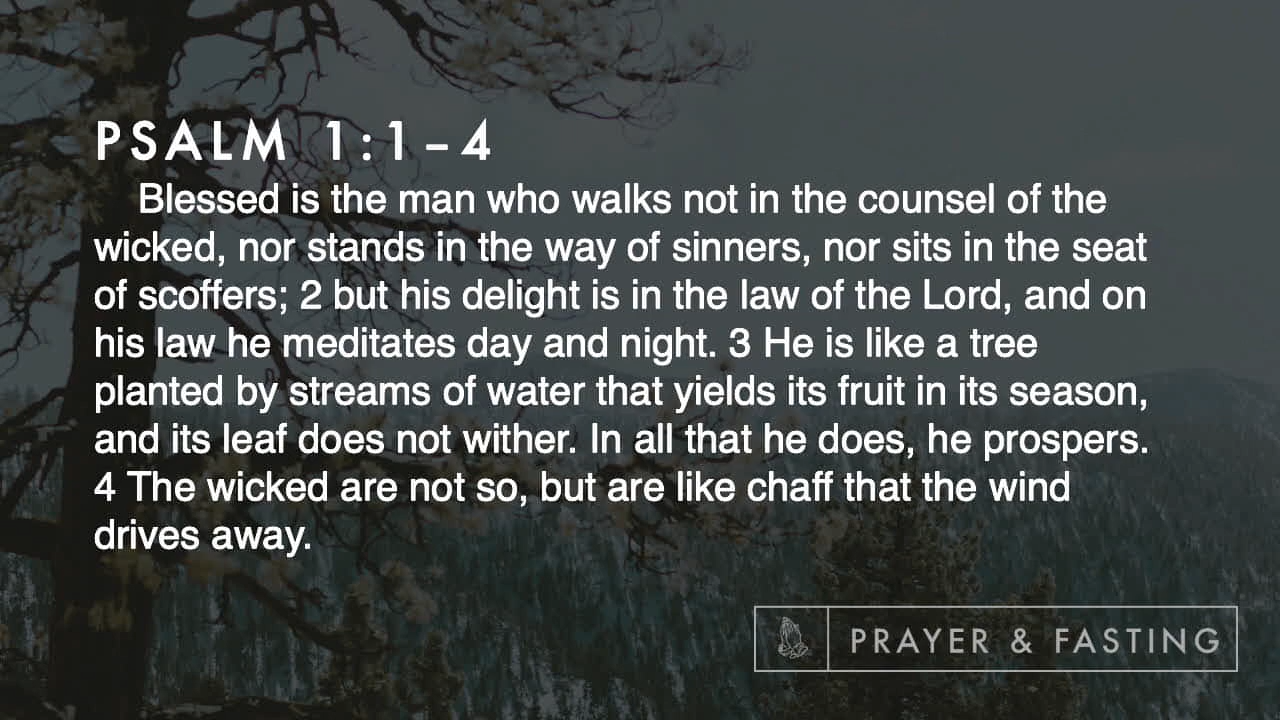 PSALM 1:1–4
Blessed is the man who walks not in the counsel of the
wicked, nor stands in the way of sinners, nor sits in the seat
of scoffers; 2 but his delight is in the law of the Lord, and on
his law he meditates day and night. 3 He is like a tree
planted by streams of water that yields its fruit in its season,
and its leaf does not wither. In all that he does, he prospers.
4 The wicked are not so, but are like chaff that the wind
drives away.
PRAYER & FASTING